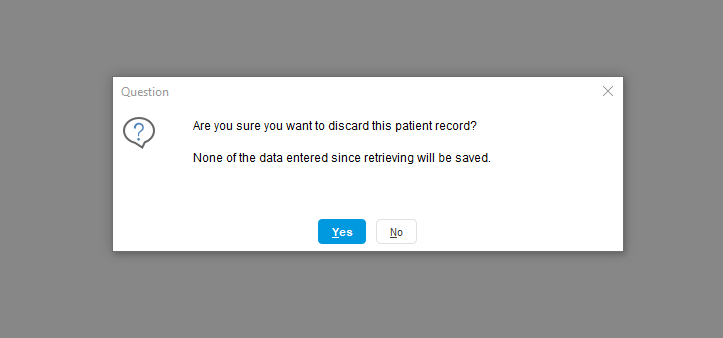 Question
Are you sure you want to discard this patient record?
None of the data entered since retrieving will be saved.
Yes No